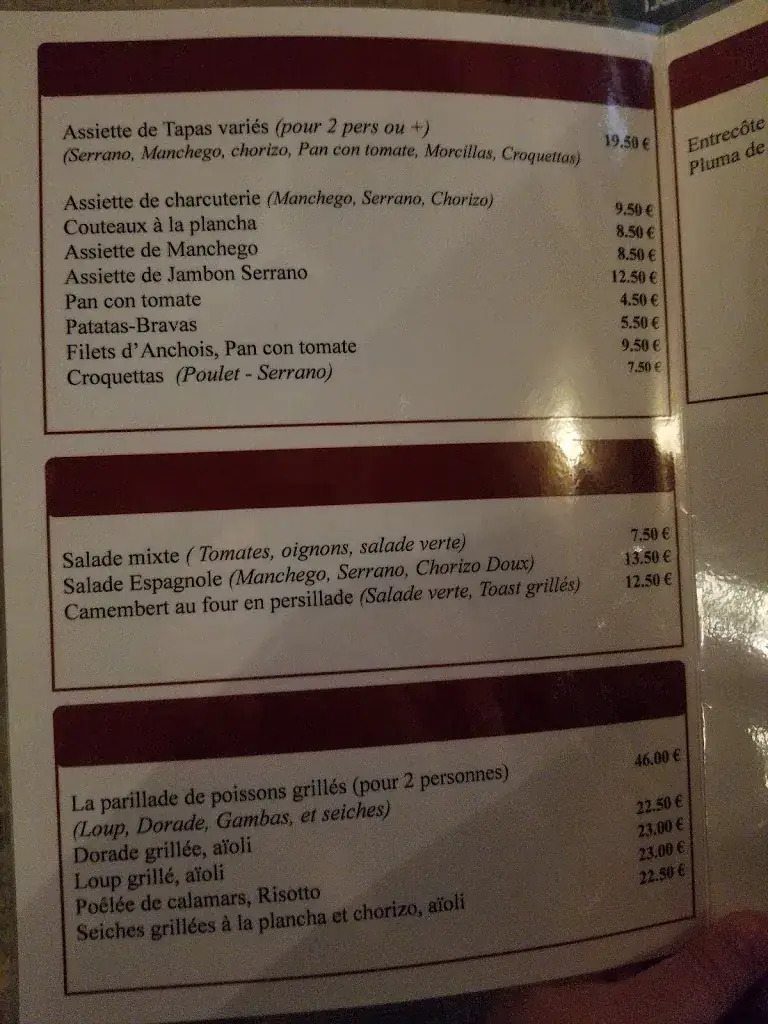 Assiette de Tapas variés (pour 2 pers ou +) 19.50 €
(Serrano, Manchego, chorizo, Pan con tomate, Morcillas, Croquettas)
Assiette de charcuterie (Manchego, Serrano, Chorizo) 9.50 €
Couteaux à la plancha 8.50 €
Assiette de Manchego 8.50 €
Assiette de Jambon Serrano 12.50 €
Pan con tomate 4.50 €
Patatas-Bravas 5.50 €
Filets d'Anchois, Pan con tomate 9.50 €
Croquettas (Poulet - Serrano) 7.50 €
Salade mixte ( Tomates, oignons, salade verte) 7.50 €
Salade Espagnole (Manchego, Serrano, Chorizo Doux) 13.50 €
Camembert au four en persillade (Salade verte, Toast grillés) 12.50 €
La parillade de poissons grillés (pour 2 personnes) 46.00 €
(Loup, Dorade, Gambas, et seiches)
Dorade grillée, aïoli 22.50 €
Loup grillé, aïoli 23.00 €
Poêlée de calamars, Risotto 23.00 €
Seiches grillées à la plancha et chorizo, aïoli 22.50 €
Entrecôte
Pluma de